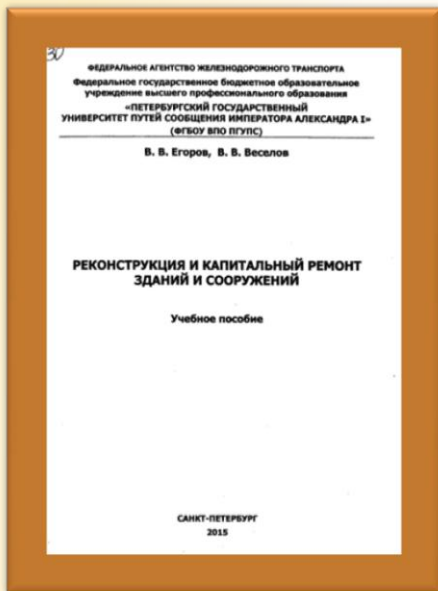 30
ФЕДЕРАЛЬНОЕ АГЕНТСТВО ЖЕЛЕЗНОДОРОЖНОГО ТРАНСПОРТА
Федеральное государственное бюджетное образовательное
учреждение высшего профессионального образования
«ПЕТЕРБУРГСКИЙ ГОСУДАРСТВЕННЫЙ
УНИВЕРСИТЕТ ПУТЕЙ СООБЩЕНИЯ ИМПЕРАТОРА АЛЕКСАНДРА I»
(ФГБОУ ВПО ПГУПС)
В. В. Егоров, В. В. Веселов
РЕКОНСТРУКЦИЯ И КАПИТАЛЬНЫЙ РЕМОНТ
ЗДАНИЙ И СООРУЖЕНИЙ
Учебное пособие
САНКТ-ПЕТЕРБУРГ
2015